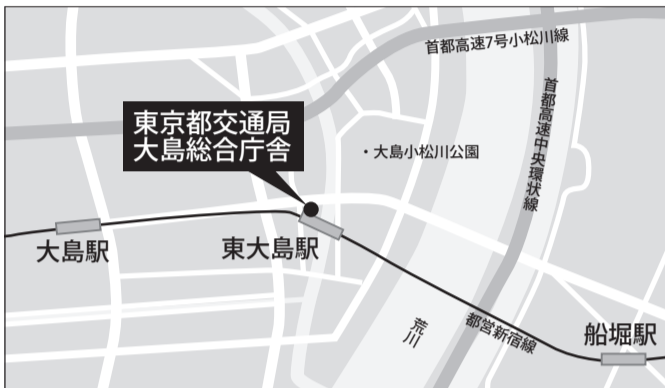 首都高速7号小松川線
首都高速中央環状線
東京都交通局
大島総合庁舎
・大島小松川公園
大島駅
東大島駅
荒川
都営新宿線
船堀駅